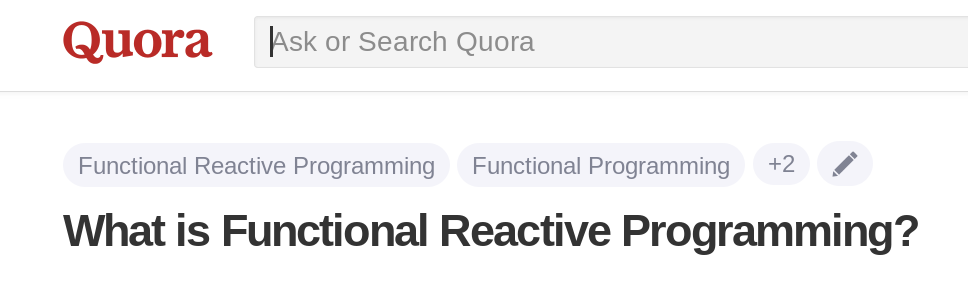 Quora
Ask or Search Quora
Functional Reactive Programming
Functional Programming
+2
What is Functional Reactive Programming?